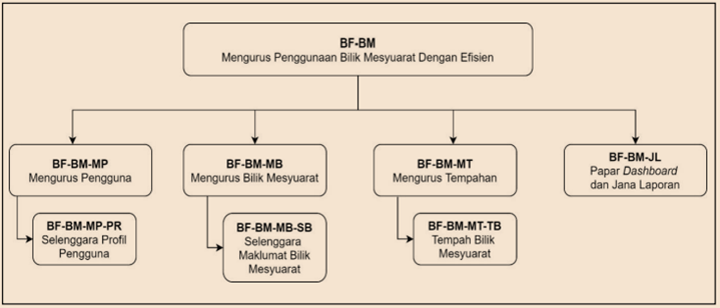 BF-BM
Mengurus Penggunaan Bilik Mesyuarat Dengan Efisien
BF-BM-MP
Mengurus Pengguna
BF-BM-MB
Mengurus Bilik Mesyuarat
BF-BM-MT
Mengurus Tempahan
BF-BM-JL
Papar Dashboard
dan Jana Laporan
BF-BM-MP-PR
Selenggara Profil
Pengguna
BF-BM-MB-SB
Selenggara
Maklumat Bilik
Mesyuarat
BF-BM-MT-TB
Tempah Bilik
Mesyuarat